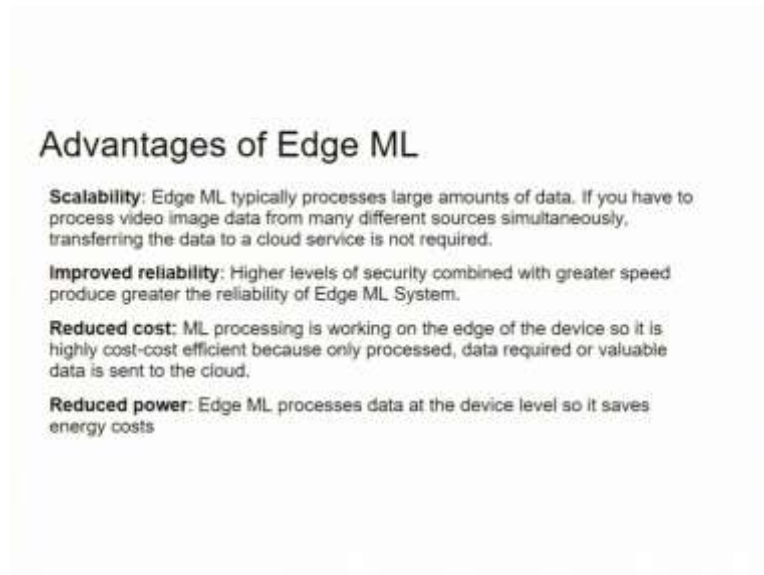 Advantages of Edge ML
Scalability: Edge ML typically processes large amounts of data. If you have to
process video image data from many different sources simultaneously,
transferring the data to a cloud service is not required.
Improved reliability: Higher levels of security combined with greater speed
produce greater the reliability of Edge ML System.
Reduced cost: ML processing is working on the edge of the device so it is
highly cost-cost efficient because only processed, data required or valuable
data is sent to the cloud.
Reduced power: Edge ML processes data at the device level so it saves
energy costs